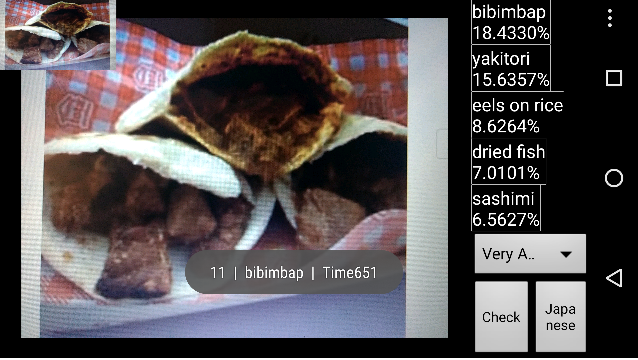 bibimbap
18.4330%
yakitori
15.6357%
eels on rice
8.6264%
dried fish
7.0101%
sashimi
6.5627%
11 | bibimbap | Time651
Very A..
Check
Japa
nese